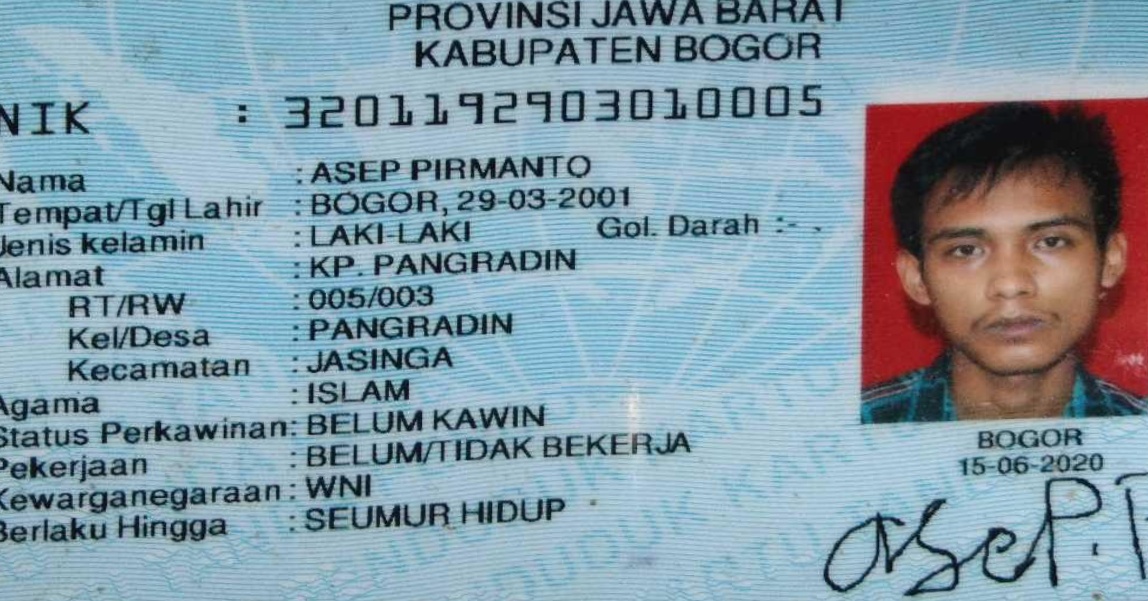 PROVINSI JAWA BARAT
KABUPATEN BOGOR
NIK : 3201192903010005
Nama : ASEP PIRMANTO
Tempat/Tgl Lahir : BOGOR, 29-03-2001
Jenis kelamin : LAKI-LAKI Gol. Darah :-
Alamat : KP. PANGRADIN
RT/RW : 005/003
Kel/Desa : PANGRADIN
Kecamatan : JASINGA
Agama : ISLAM
Status Perkawinan: BELUM KAWIN
Pekerjaan : BELUM/TIDAK BEKERJA
Kewarganegaraan: WNI
Berlaku Hingga : SEUMUR HIDUP
BOGOR
15-06-2020
asep.P